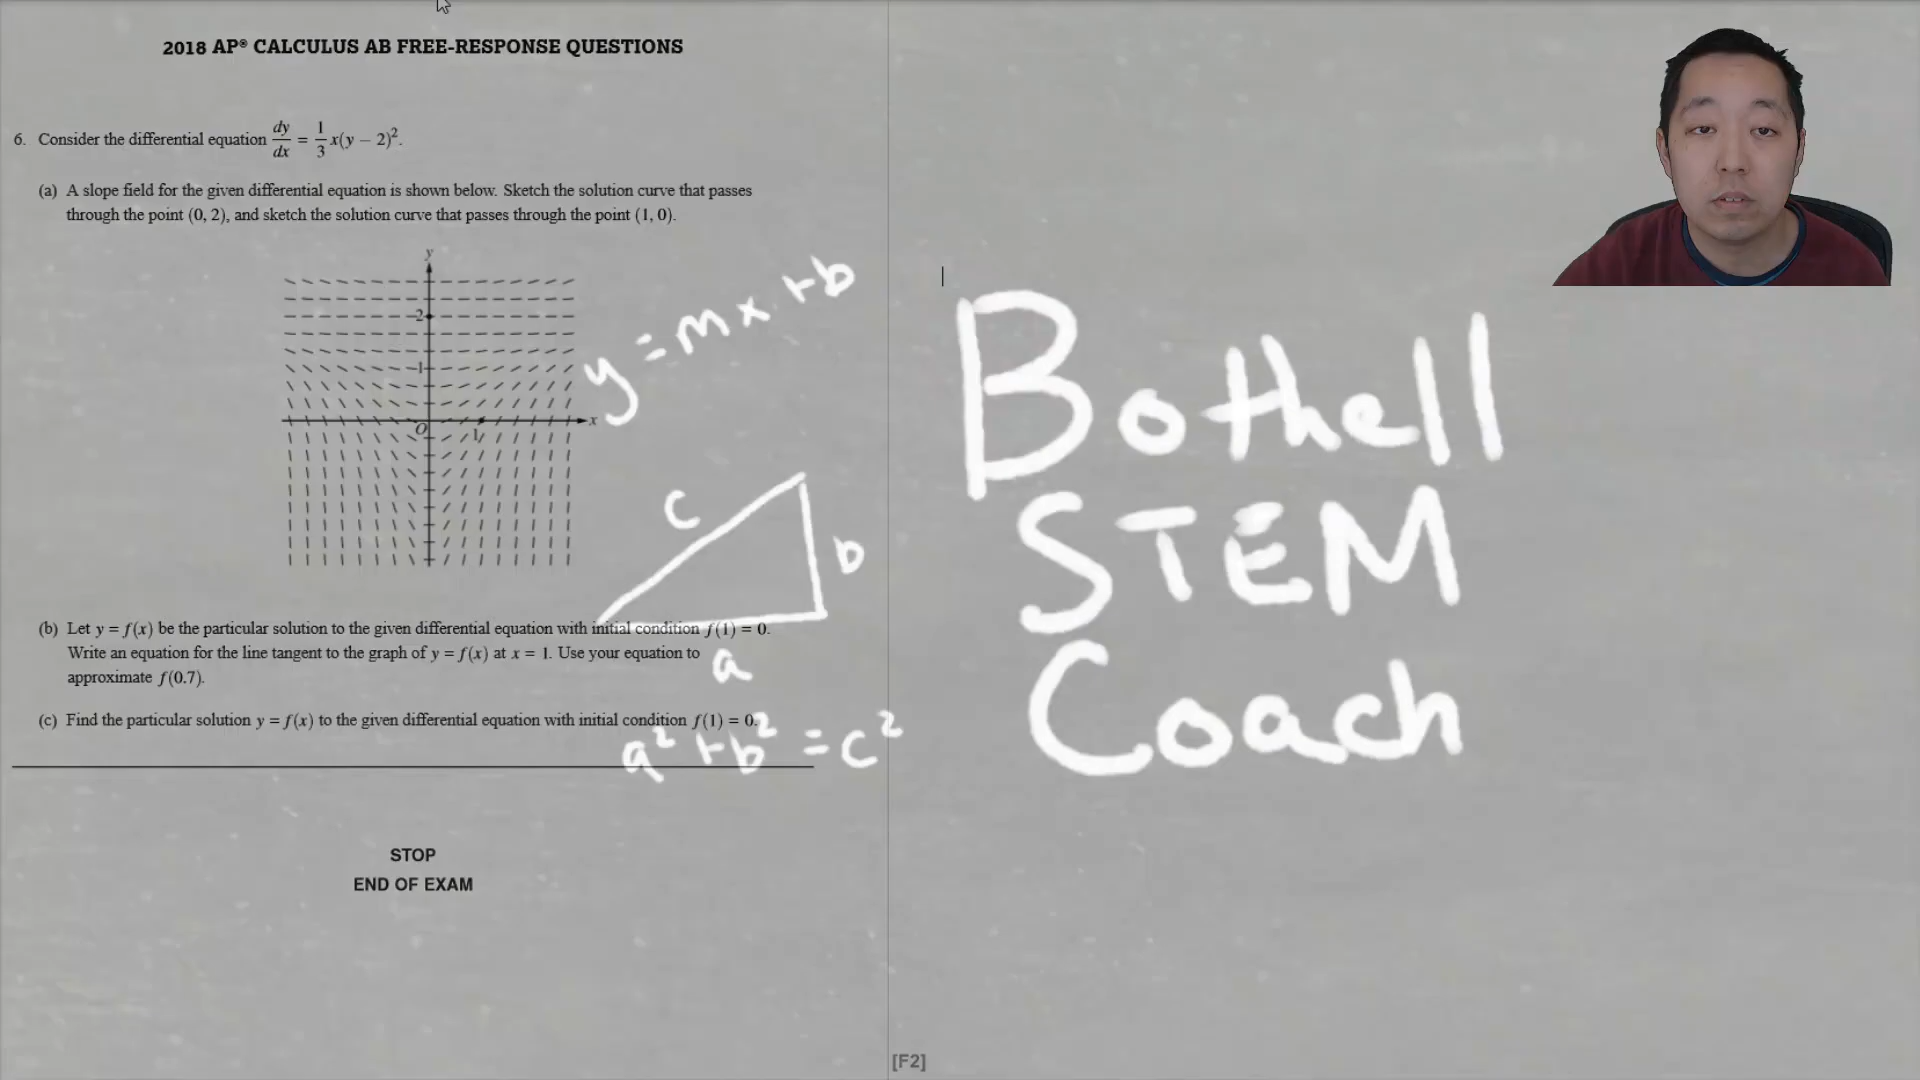 2018 AP® CALCULUS AB FREE-RESPONSE QUESTIONS
6. Consider the differential equation dy/dx = 1/3 x(y − 2)².
(a) A slope field for the given differential equation is shown below. Sketch the solution curve that passes
through the point (0, 2), and sketch the solution curve that passes through the point (1, 0).
y
2
1
O
1
x
y = mx + b
c
b
a
a² + b² = c²
(b) Let y = f(x) be the particular solution to the given differential equation with initial condition f(1) = 0.
Write an equation for the line tangent to the graph of y = f(x) at x = 1. Use your equation to
approximate f(0.7).
(c) Find the particular solution y = f(x) to the given differential equation with initial condition f(1) = 0.
STOP
END OF EXAM
Bothell
STEM
Coach
[F2]